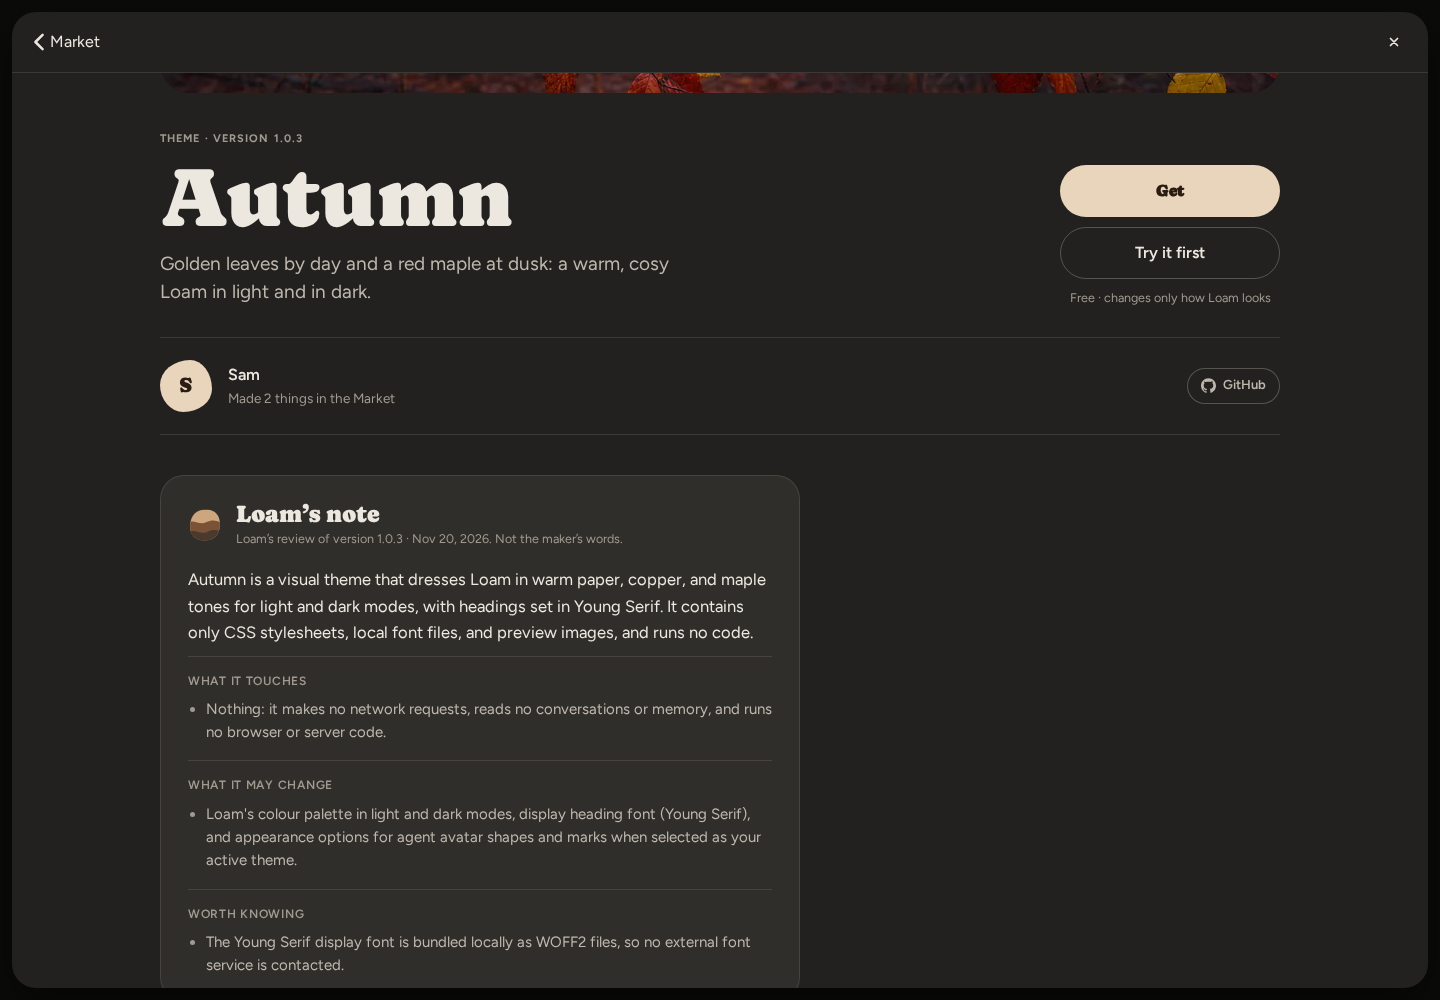 Market
THEME · VERSION 1.0.3
Autumn
Golden leaves by day and a red maple at dusk: a warm, cosy
Loam in light and in dark.
Get
Try it first
Free · changes only how Loam looks
S
Sam
Made 2 things in the Market
GitHub
Loam’s note
Loam’s review of version 1.0.3 · Nov 20, 2026. Not the maker’s words.
Autumn is a visual theme that dresses Loam in warm paper, copper, and maple
tones for light and dark modes, with headings set in Young Serif. It contains
only CSS stylesheets, local font files, and preview images, and runs no code.
WHAT IT TOUCHES
• Nothing: it makes no network requests, reads no conversations or memory, and runs
no browser or server code.
WHAT IT MAY CHANGE
• Loam's colour palette in light and dark modes, display heading font (Young Serif),
and appearance options for agent avatar shapes and marks when selected as your
active theme.
WORTH KNOWING
• The Young Serif display font is bundled locally as WOFF2 files, so no external font
service is contacted.